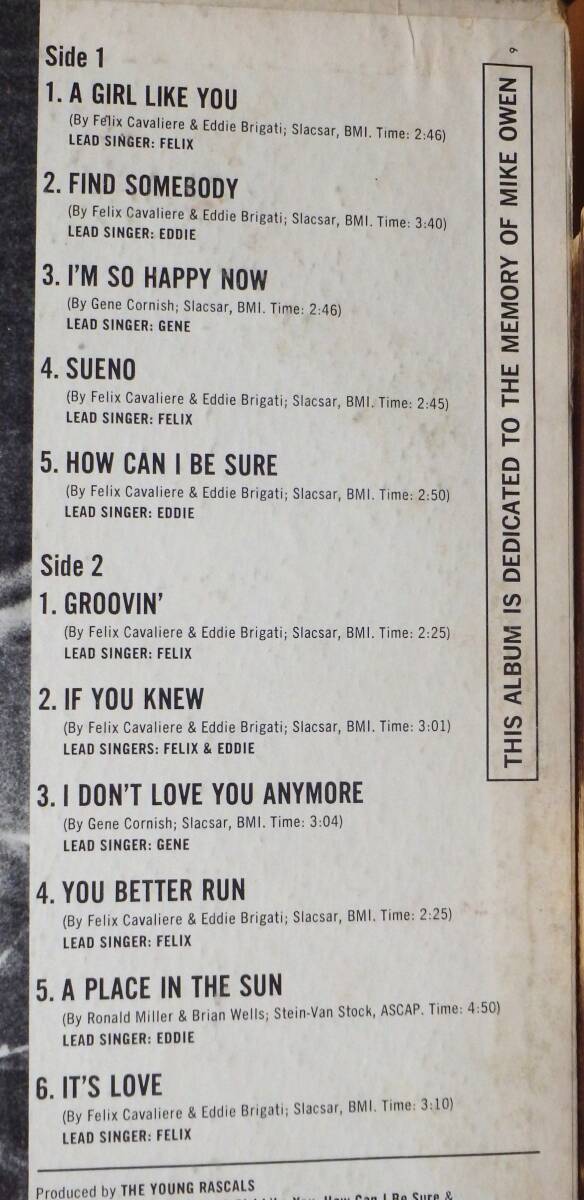 Side 1
1. A GIRL LIKE YOU
(By Felix Cavaliere & Eddie Brigati; Slacsar, BMI. Time: 2:46)
LEAD SINGER: FELIX
2. FIND SOMEBODY
(By Felix Cavaliere & Eddie Brigati; Slacsar, BMI. Time: 3:40)
LEAD SINGER: EDDIE
3. I'M SO HAPPY NOW
(By Gene Cornish; Slacsar, BMI. Time: 2:46)
LEAD SINGER: GENE
4. SUENO
(By Felix Cavaliere & Eddie Brigati; Slacsar, BMI. Time: 2:45)
LEAD SINGER: FELIX
5. HOW CAN I BE SURE
(By Felix Cavaliere & Eddie Brigati; Slacsar, BMI. Time: 2:50)
LEAD SINGER: EDDIE
Side 2
1. GROOVIN'
(By Felix Cavaliere & Eddie Brigati; Slacsar, BMI. Time: 2:25)
LEAD SINGER: FELIX
2. IF YOU KNEW
(By Felix Cavaliere & Eddie Brigati; Slacsar, BMI. Time: 3:01)
LEAD SINGERS: FELIX & EDDIE
3. I DON'T LOVE YOU ANYMORE
(By Gene Cornish; Slacsar, BMI. Time: 3:04)
LEAD SINGER: GENE
4. YOU BETTER RUN
(By Felix Cavaliere & Eddie Brigati; Slacsar, BMI. Time: 2:25)
LEAD SINGER: FELIX
5. A PLACE IN THE SUN
(By Ronald Miller & Brian Wells; Stein-Van Stock, ASCAP. Time: 4:50)
LEAD SINGER: EDDIE
6. IT'S LOVE
(By Felix Cavaliere & Eddie Brigati; Slacsar, BMI. Time: 3:10)
LEAD SINGER: FELIX
Produced by THE YOUNG RASCALS
You, How Can I Be Sure &
THIS ALBUM IS DEDICATED TO THE MEMORY OF MIKE OWEN